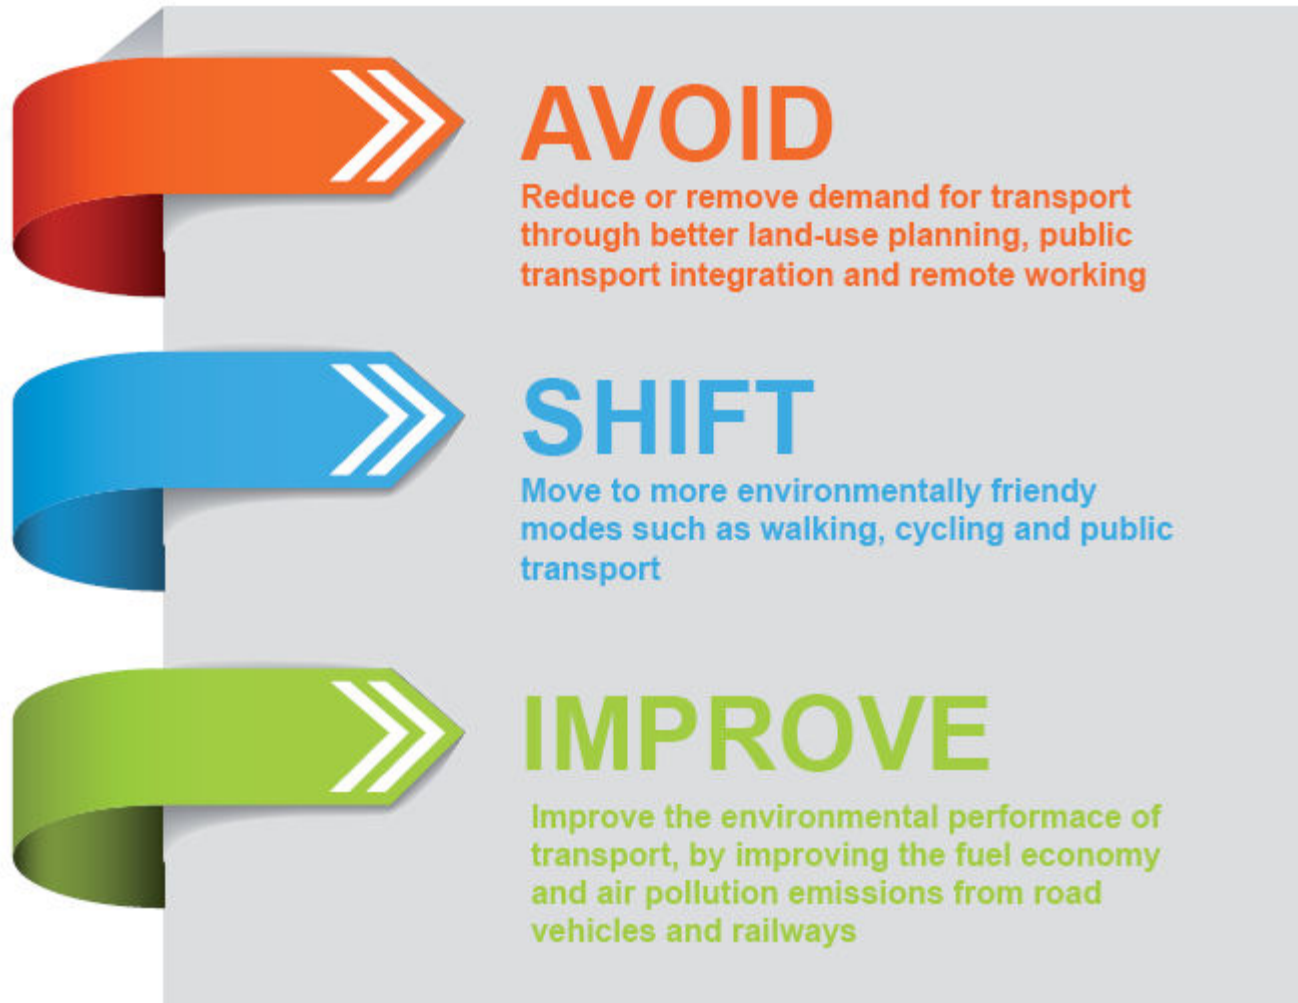 AVOID
Reduce or remove demand for transport
through better land-use planning, public
transport integration and remote working
SHIFT
Move to more environmentally friendy
modes such as walking, cycling and public
transport
IMPROVE
Improve the environmental performace of
transport, by improving the fuel economy
and air pollution emissions from road
vehicles and railways